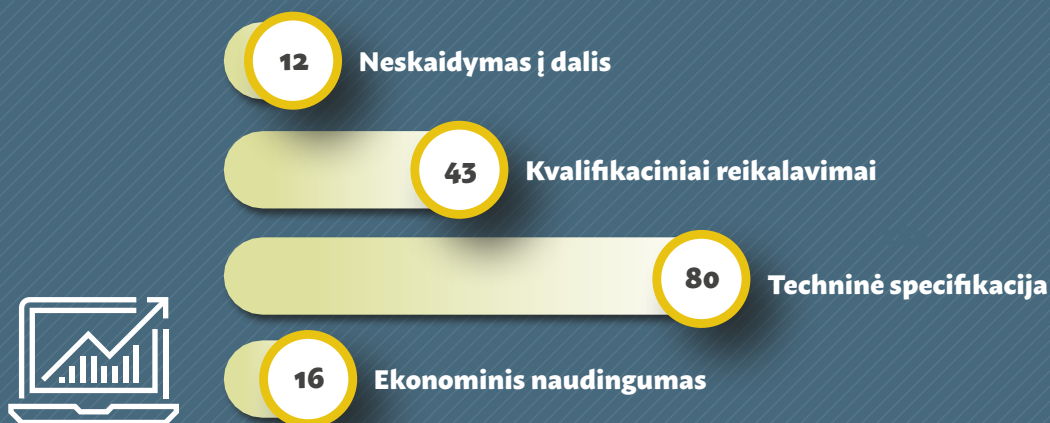 12 Neskaidymas į dalis
43 Kvalifikaciniai reikalavimai
80 Techninė specifikacija
16 Ekonominis naudingumas